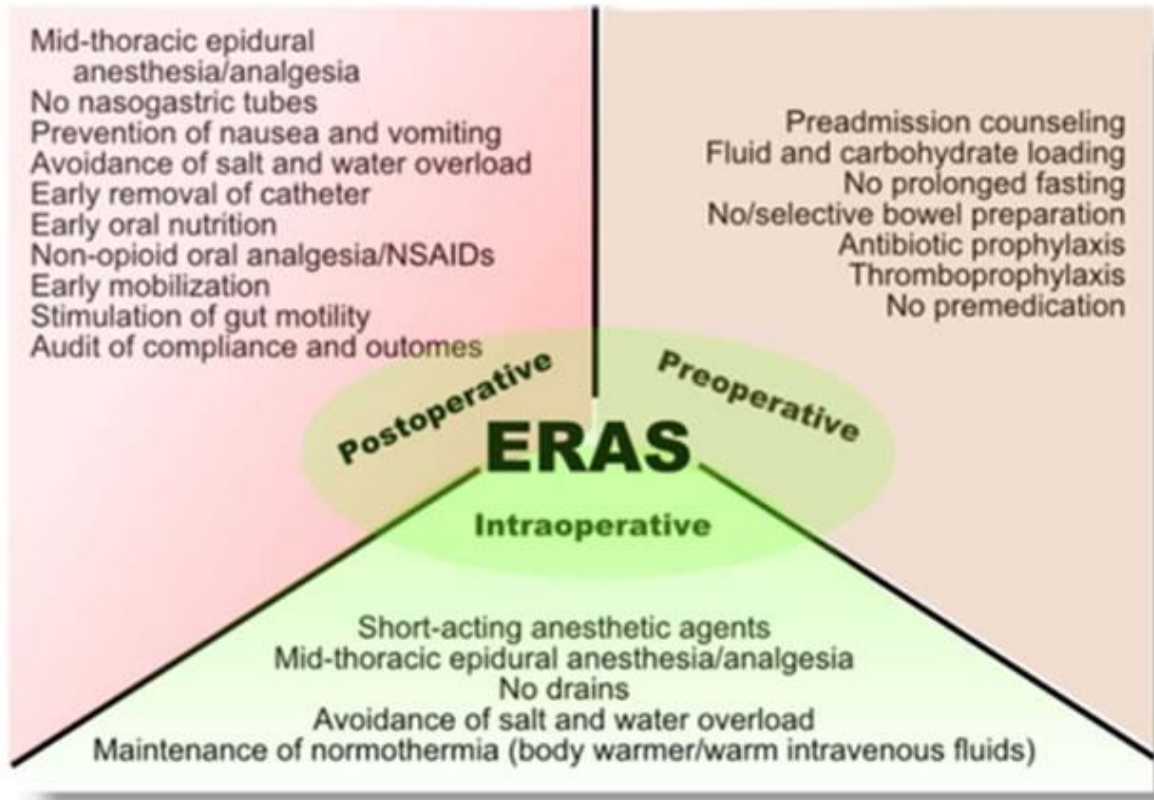 Mid-thoracic epidural
anesthesia/analgesia
No nasogastric tubes
Prevention of nausea and vomiting
Avoidance of salt and water overload
Early removal of catheter
Early oral nutrition
Non-opioid oral analgesia/NSAIDs
Early mobilization
Stimulation of gut motility
Audit of compliance and outomes
Preadmission counseling
Fluid and carbohydrate loading
No prolonged fasting
No/selective bowel preparation
Antibiotic prophylaxis
Thromboprophylaxis
No premedication
Postoperative
Preoperative
ERAS
Intraoperative
Short-acting anesthetic agents
Mid-thoracic epidural anesthesia/analgesia
No drains
Avoidance of salt and water overload
Maintenance of normothermia (body warmer/warm intravenous fluids)